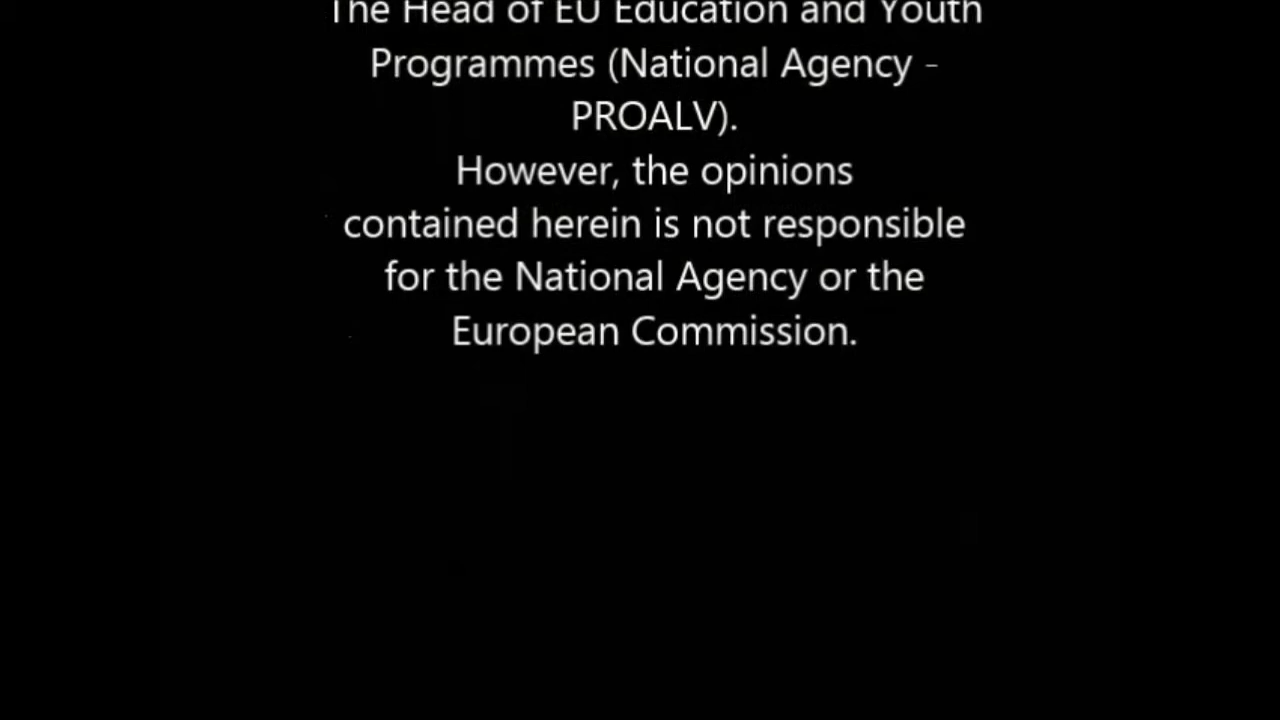 The Head of EU Education and Youth
Programmes (National Agency -
PROALV).
However, the opinions
contained herein is not responsible
for the National Agency or the
European Commission.